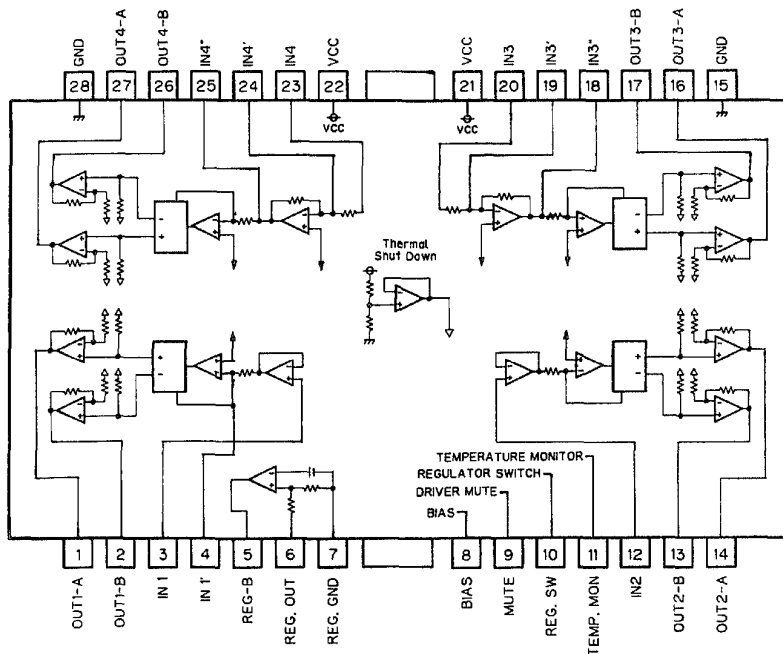 GND
OUT4-A
OUT4-B
IN4"
IN4'
IN4
VCC
VCC
IN3
IN3'
IN3"
OUT3-B
OUT3-A
GND
28 27 26 25 24 23 22 21 20 19 18 17 16 15
VCC VCC
Thermal
Shut Down
TEMPERATURE MONITOR
REGULATOR SWITCH
DRIVER MUTE
BIAS
1 2 3 4 5 6 7 8 9 10 11 12 13 14
OUT1-A
OUT1-B
IN 1
IN 1'
REG-B
REG. OUT
REG. GND
BIAS
MUTE
REG. SW
TEMP. MON
IN2
OUT2-B
OUT2-A